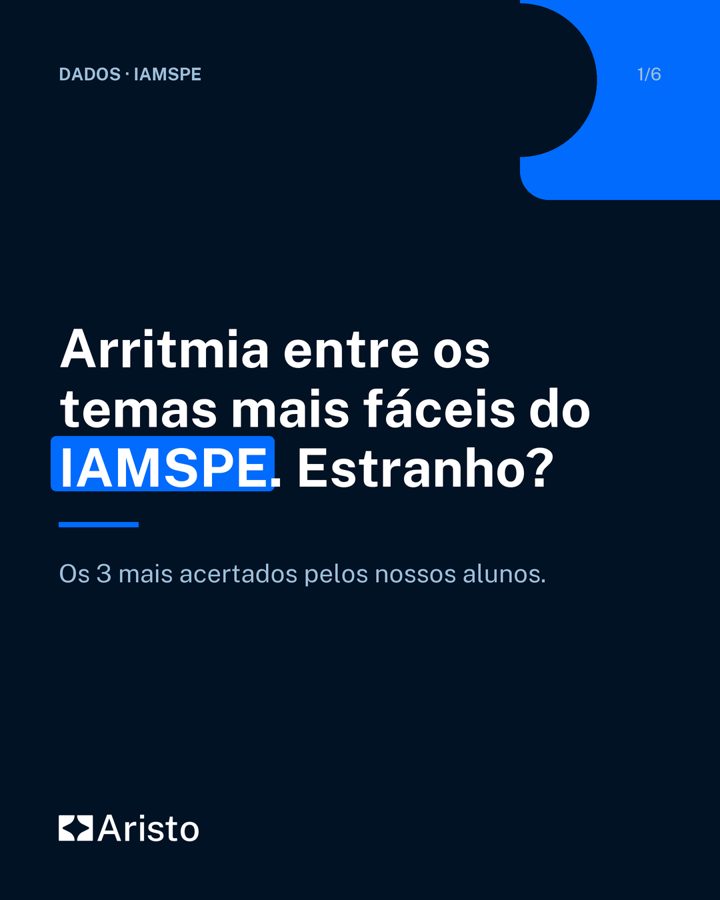 DADOS · IAMSPE
1/6
Arritmia entre os
temas mais fáceis do
IAMSPE. Estranho?
Os 3 mais acertados pelos nossos alunos.
Aristo